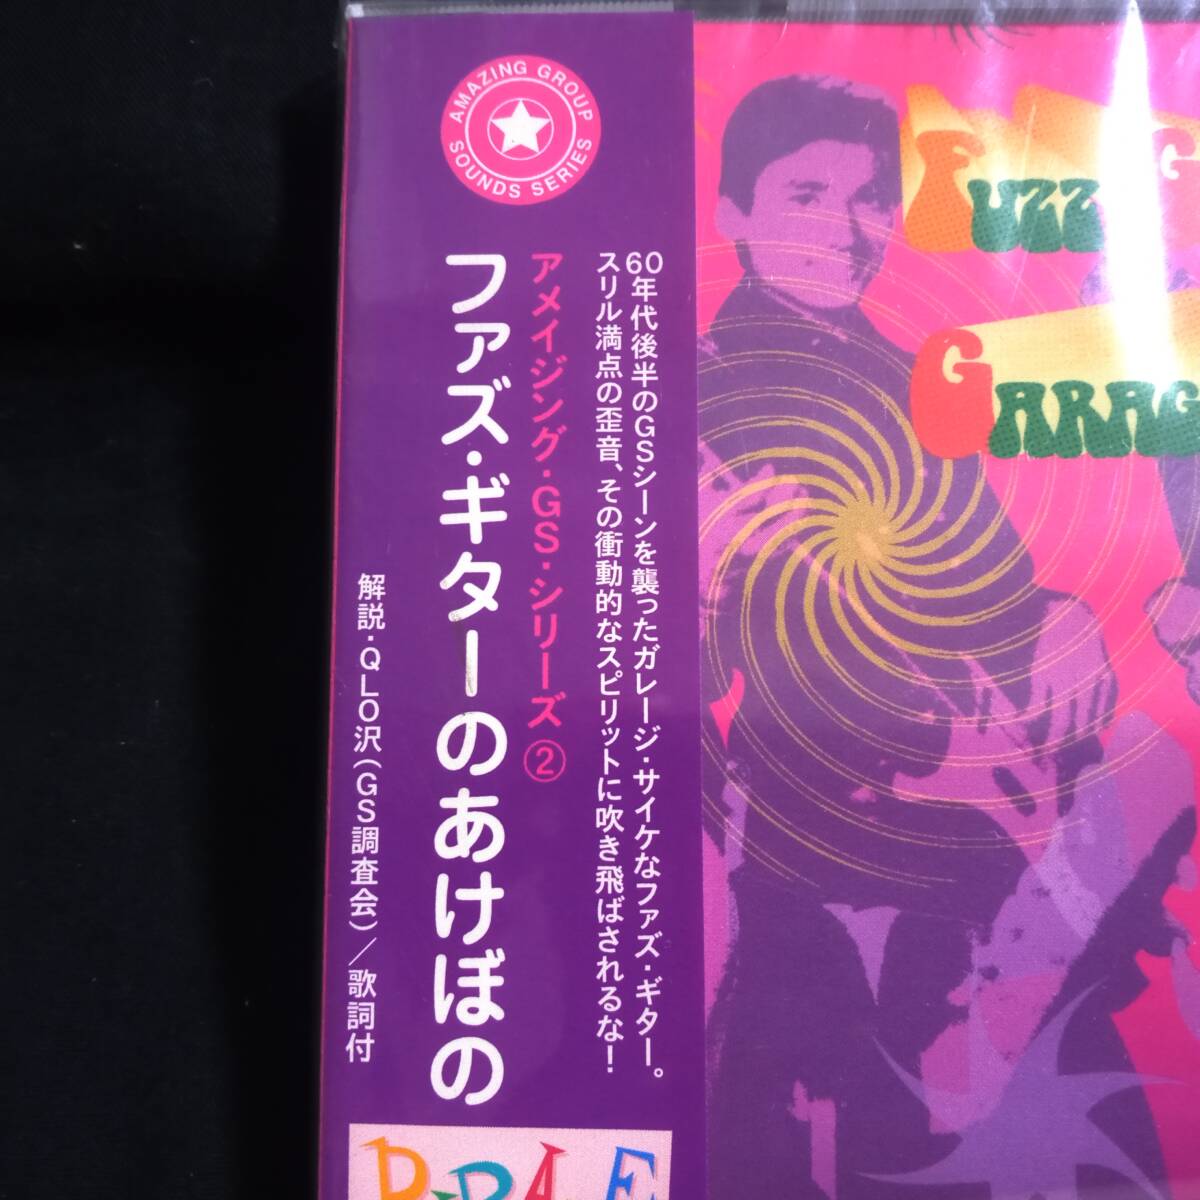 AMAZING GROUP
SOUNDS SERIES
60年代後半のGSシーンを襲ったガレージ・サイケなファズ・ギター。
スリル満点の歪音、その衝動的なスピリットに吹き飛ばされるな!
アメイジング・GS・シリーズ②
ファズ・ギターのあけぼの
解説・QLO沢(GS調査会)/歌詞付
FUZZ G
GARAG